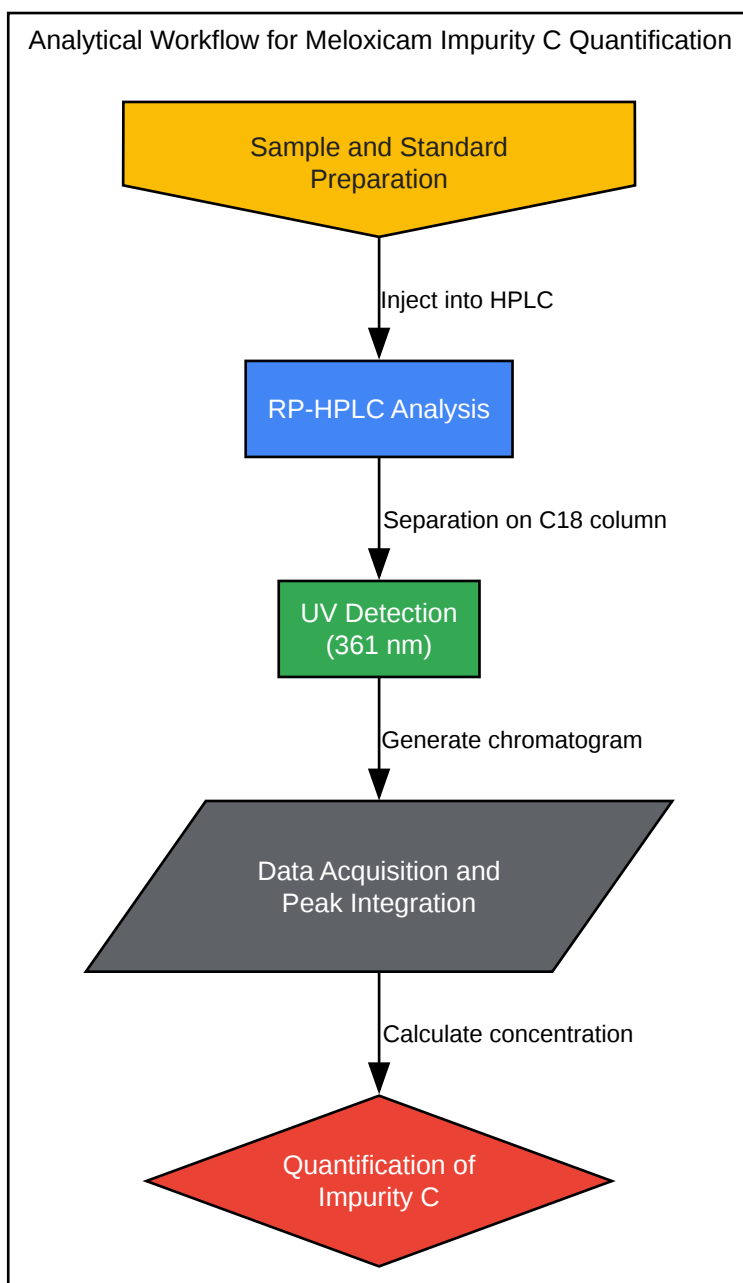 Analytical Workflow for Meloxicam Impurity C Quantification
Sample and Standard
Preparation
Inject into HPLC
RP-HPLC Analysis
Separation on C18 column
UV Detection
(361 nm)
Generate chromatogram
Data Acquisition and
Peak Integration
Calculate concentration
Quantification of
Impurity C